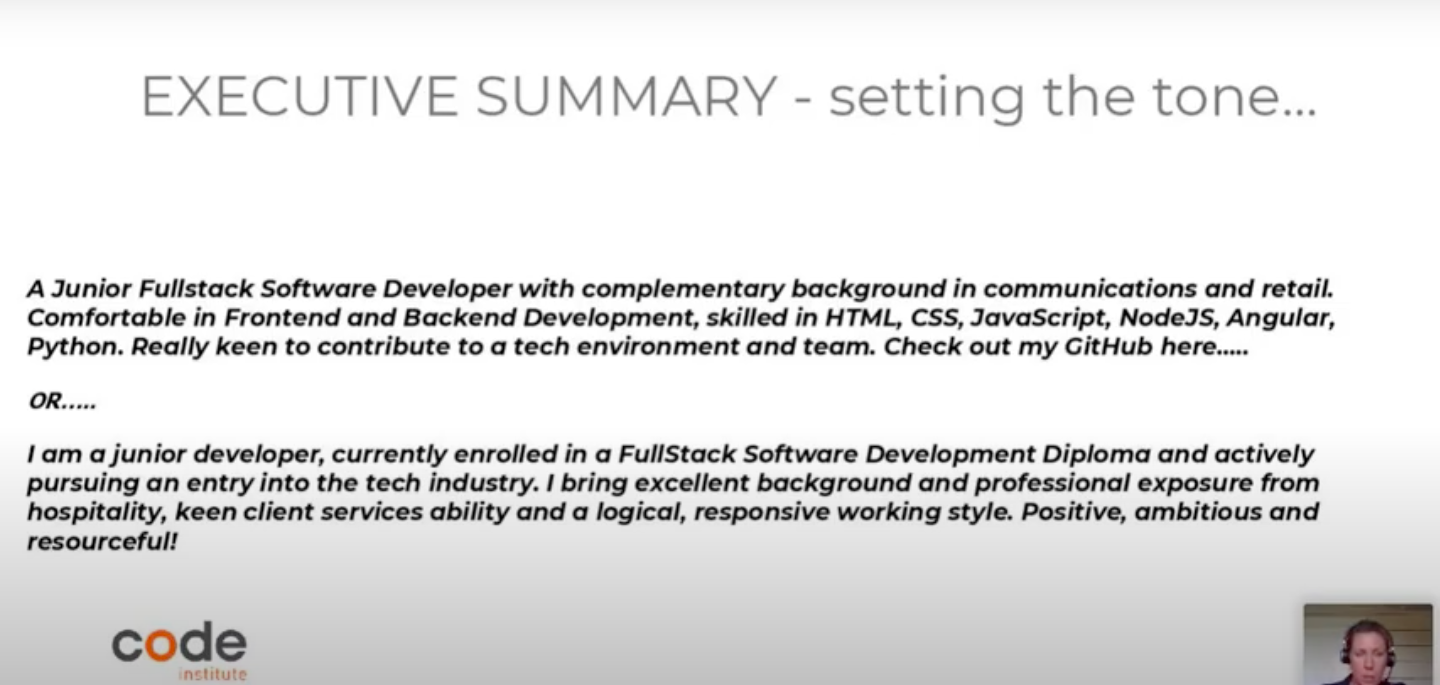 EXECUTIVE SUMMARY - setting the tone...
A Junior Fullstack Software Developer with complementary background in communications and retail.
Comfortable in Frontend and Backend Development, skilled in HTML, CSS, JavaScript, NodeJS, Angular,
Python. Really keen to contribute to a tech environment and team. Check out my GitHub here.....
OR.....
I am a junior developer, currently enrolled in a FullStack Software Development Diploma and actively
pursuing an entry into the tech industry. I bring excellent background and professional exposure from
hospitality, keen client services ability and a logical, responsive working style. Positive, ambitious and
resourceful!
code
institute